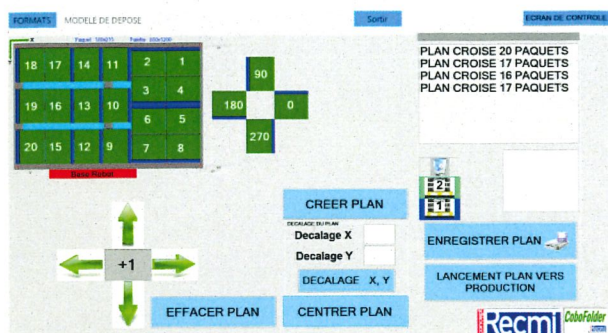 FORMATS MODELE DE DEPOSE Sortir ECRAN DE CONTROLE
X Paquet Palette
18 17 14 11 2 1
3 4
19 16 13 10
6 5
20 15 12 9 7 8
Base Robot
90
180 0
270
PLAN CROISE 20 PAQUETS
PLAN CROISE 17 PAQUETS
PLAN CROISE 16 PAQUETS
PLAN CROISE 17 PAQUETS
2
1
+1
CREER PLAN
DECALAGE DU PLAN
Decalage X
Decalage Y
DECALAGE X, Y
ENREGISTRER PLAN
LANCEMENT PLAN VERS
PRODUCTION
EFFACER PLAN
CENTRER PLAN
Recmi CoboFolder